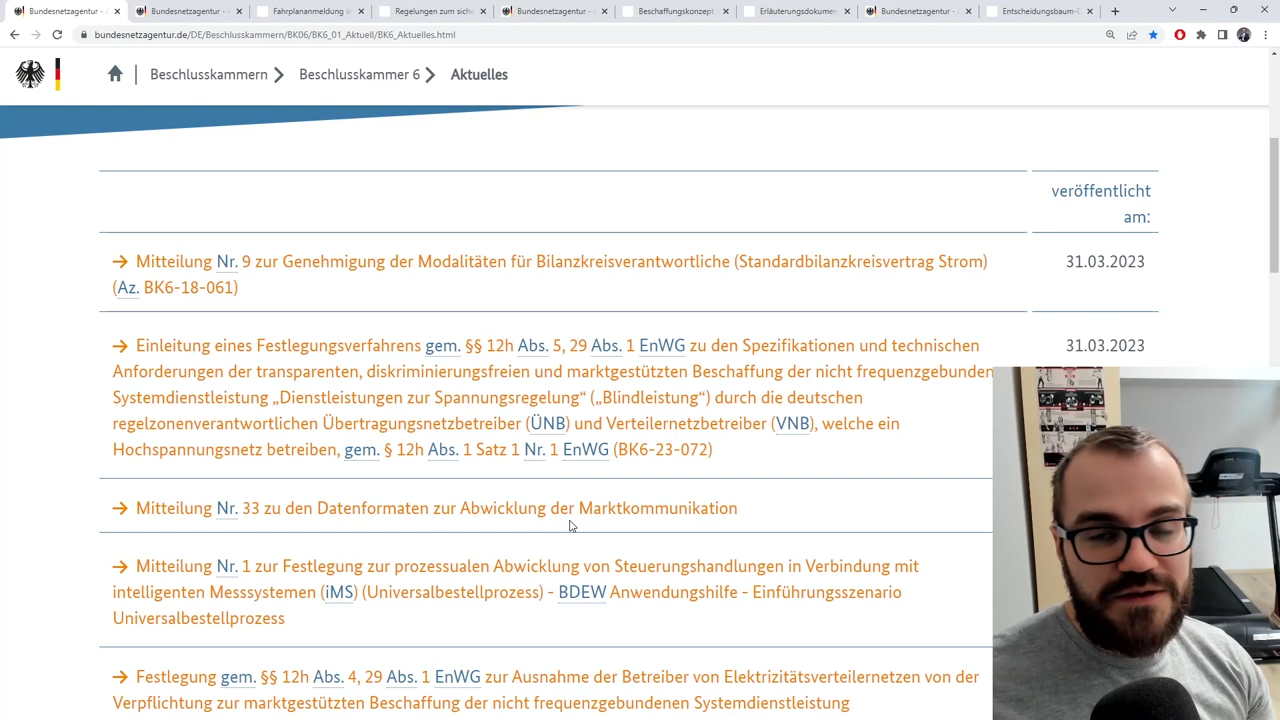 Bundesnetzagentur - A
Bundesnetzagentur - A
Fahrplananmeldung i
Regelungen zum siche
Bundesnetzagentur - A
Beschaffungskonzept
Erläuterungsdokumen
Bundesnetzagentur - A
Entscheidungsbaum-D
bundesnetzagentur.de/DE/Beschlusskammern/BK06/BK6_01_Aktuell/BK6_Aktuelles.html
Beschlusskammern
Beschlusskammer 6
Aktuelles
veröffentlicht
am:
Mitteilung Nr. 9 zur Genehmigung der Modalitäten für Bilanzkreisverantwortliche (Standardbilanzkreisvertrag Strom)
(Az. BK6-18-061)
31.03.2023
Einleitung eines Festlegungsverfahrens gem. §§ 12h Abs. 5, 29 Abs. 1 EnWG zu den Spezifikationen und technischen
31.03.2023
Anforderungen der transparenten, diskriminierungsfreien und marktgestützten Beschaffung der nicht frequenzgebunden
Systemdienstleistung „Dienstleistungen zur Spannungsregelung“ („Blindleistung“) durch die deutschen
regelzonenverantwortlichen Übertragungsnetzbetreiber (ÜNB) und Verteilernetzbetreiber (VNB), welche ein
Hochspannungsnetz betreiben, gem. § 12h Abs. 1 Satz 1 Nr. 1 EnWG (BK6-23-072)
Mitteilung Nr. 33 zu den Datenformaten zur Abwicklung der Marktkommunikation
Mitteilung Nr. 1 zur Festlegung zur prozessualen Abwicklung von Steuerungshandlungen in Verbindung mit
intelligenten Messsystemen (iMS) (Universalbestellprozess) - BDEW Anwendungshilfe - Einführungsszenario
Universalbestellprozess
Festlegung gem. §§ 12h Abs. 4, 29 Abs. 1 EnWG zur Ausnahme der Betreiber von Elektrizitätsverteilernetzen von der
Verpflichtung zur marktgestützten Beschaffung der nicht frequenzgebundenen Systemdienstleistung